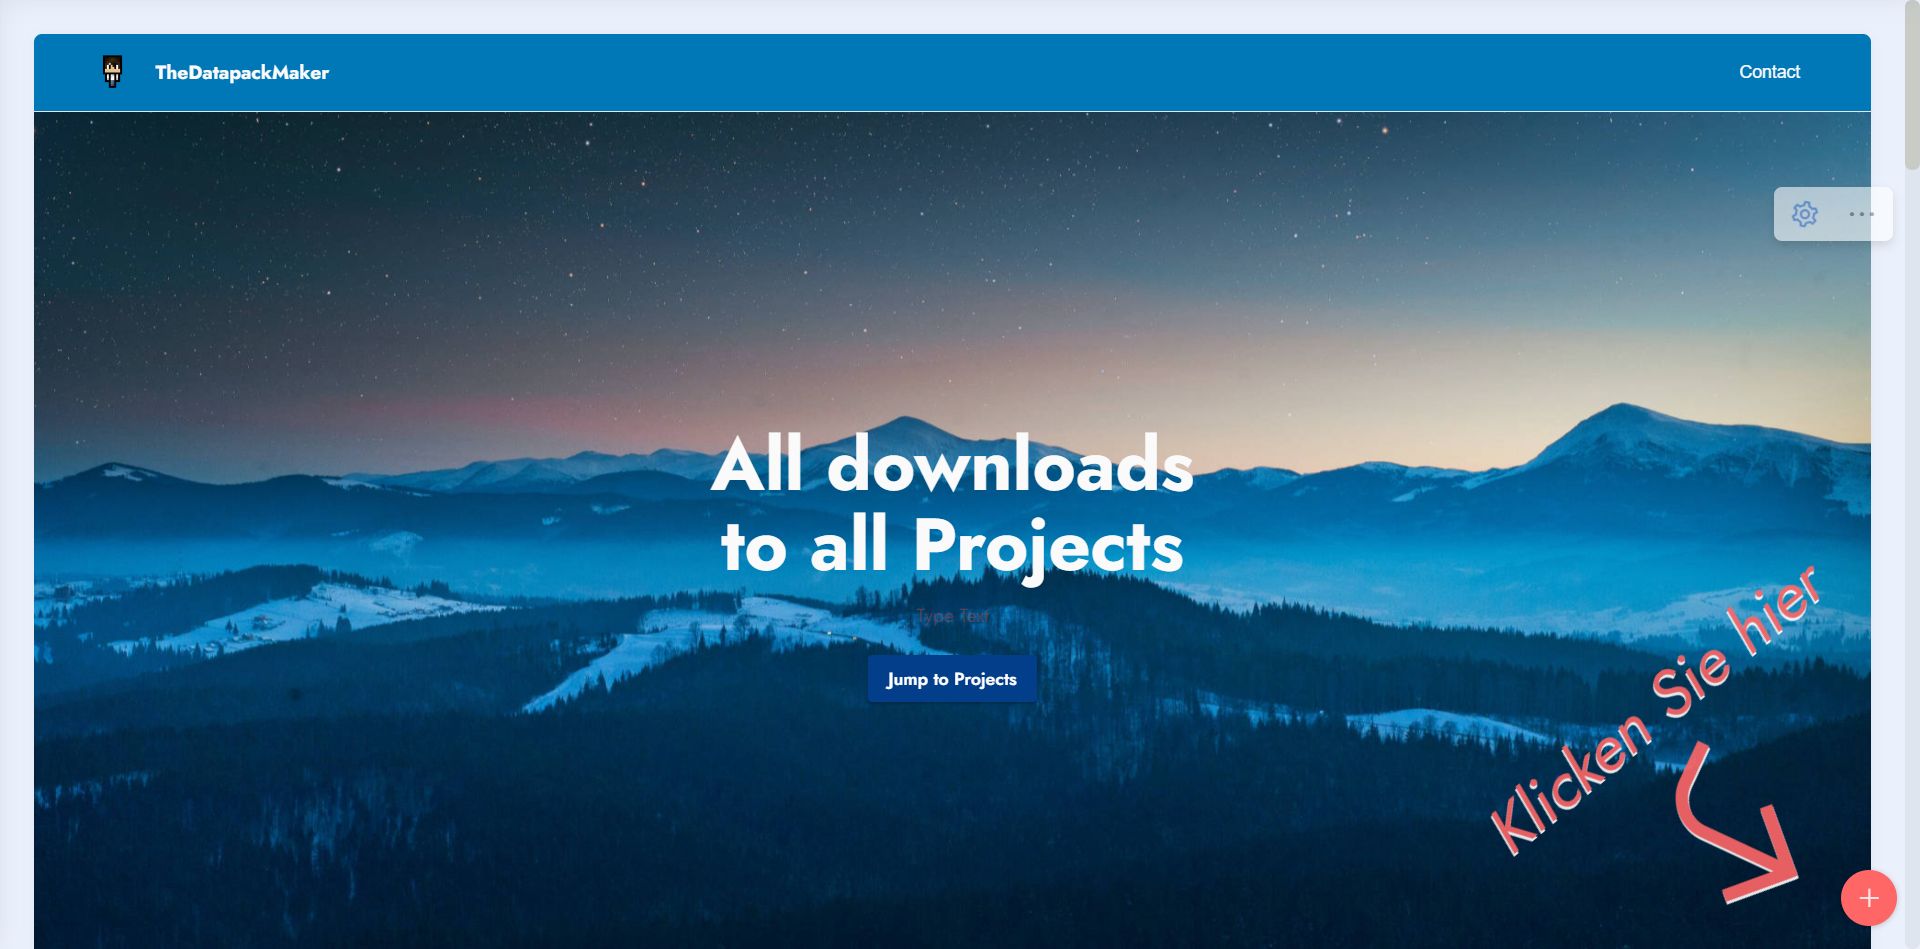 TheDatapackMaker
Contact
All downloads
to all Projects
Type Text
Jump to Projects
Klicken Sie hier